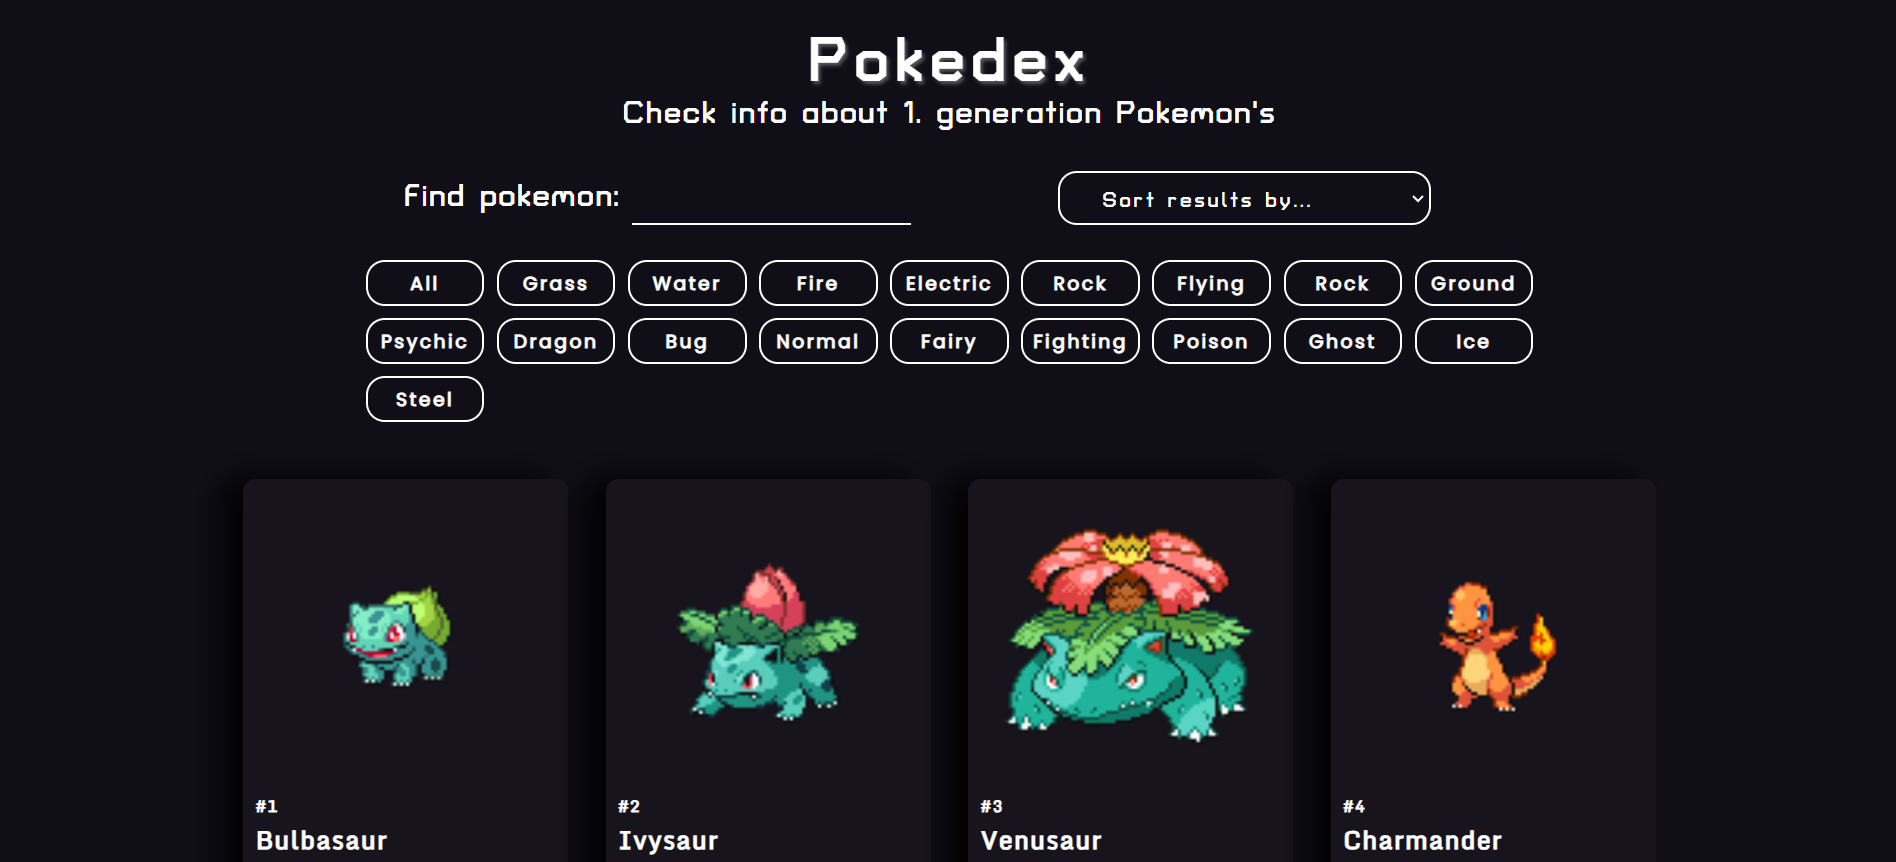 Pokedex
Check info about 1. generation Pokemon's
Find pokemon:
Sort results by...
All Grass Water Fire Electric Rock Flying Rock Ground
Psychic Dragon Bug Normal Fairy Fighting Poison Ghost Ice
Steel
#1 #2 #3 #4
Bulbasaur Ivysaur Venusaur Charmander